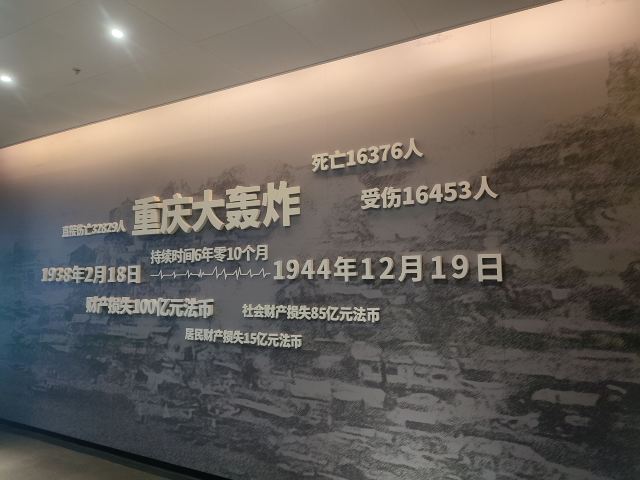 死亡16376人
受伤16453人
直接伤亡32829人
重庆大轰炸
持续时间6年零10个月
1938年2月18日
1944年12月19日
财产损失100亿元法币
社会财产损失85亿元法币
居民财产损失15亿元法币